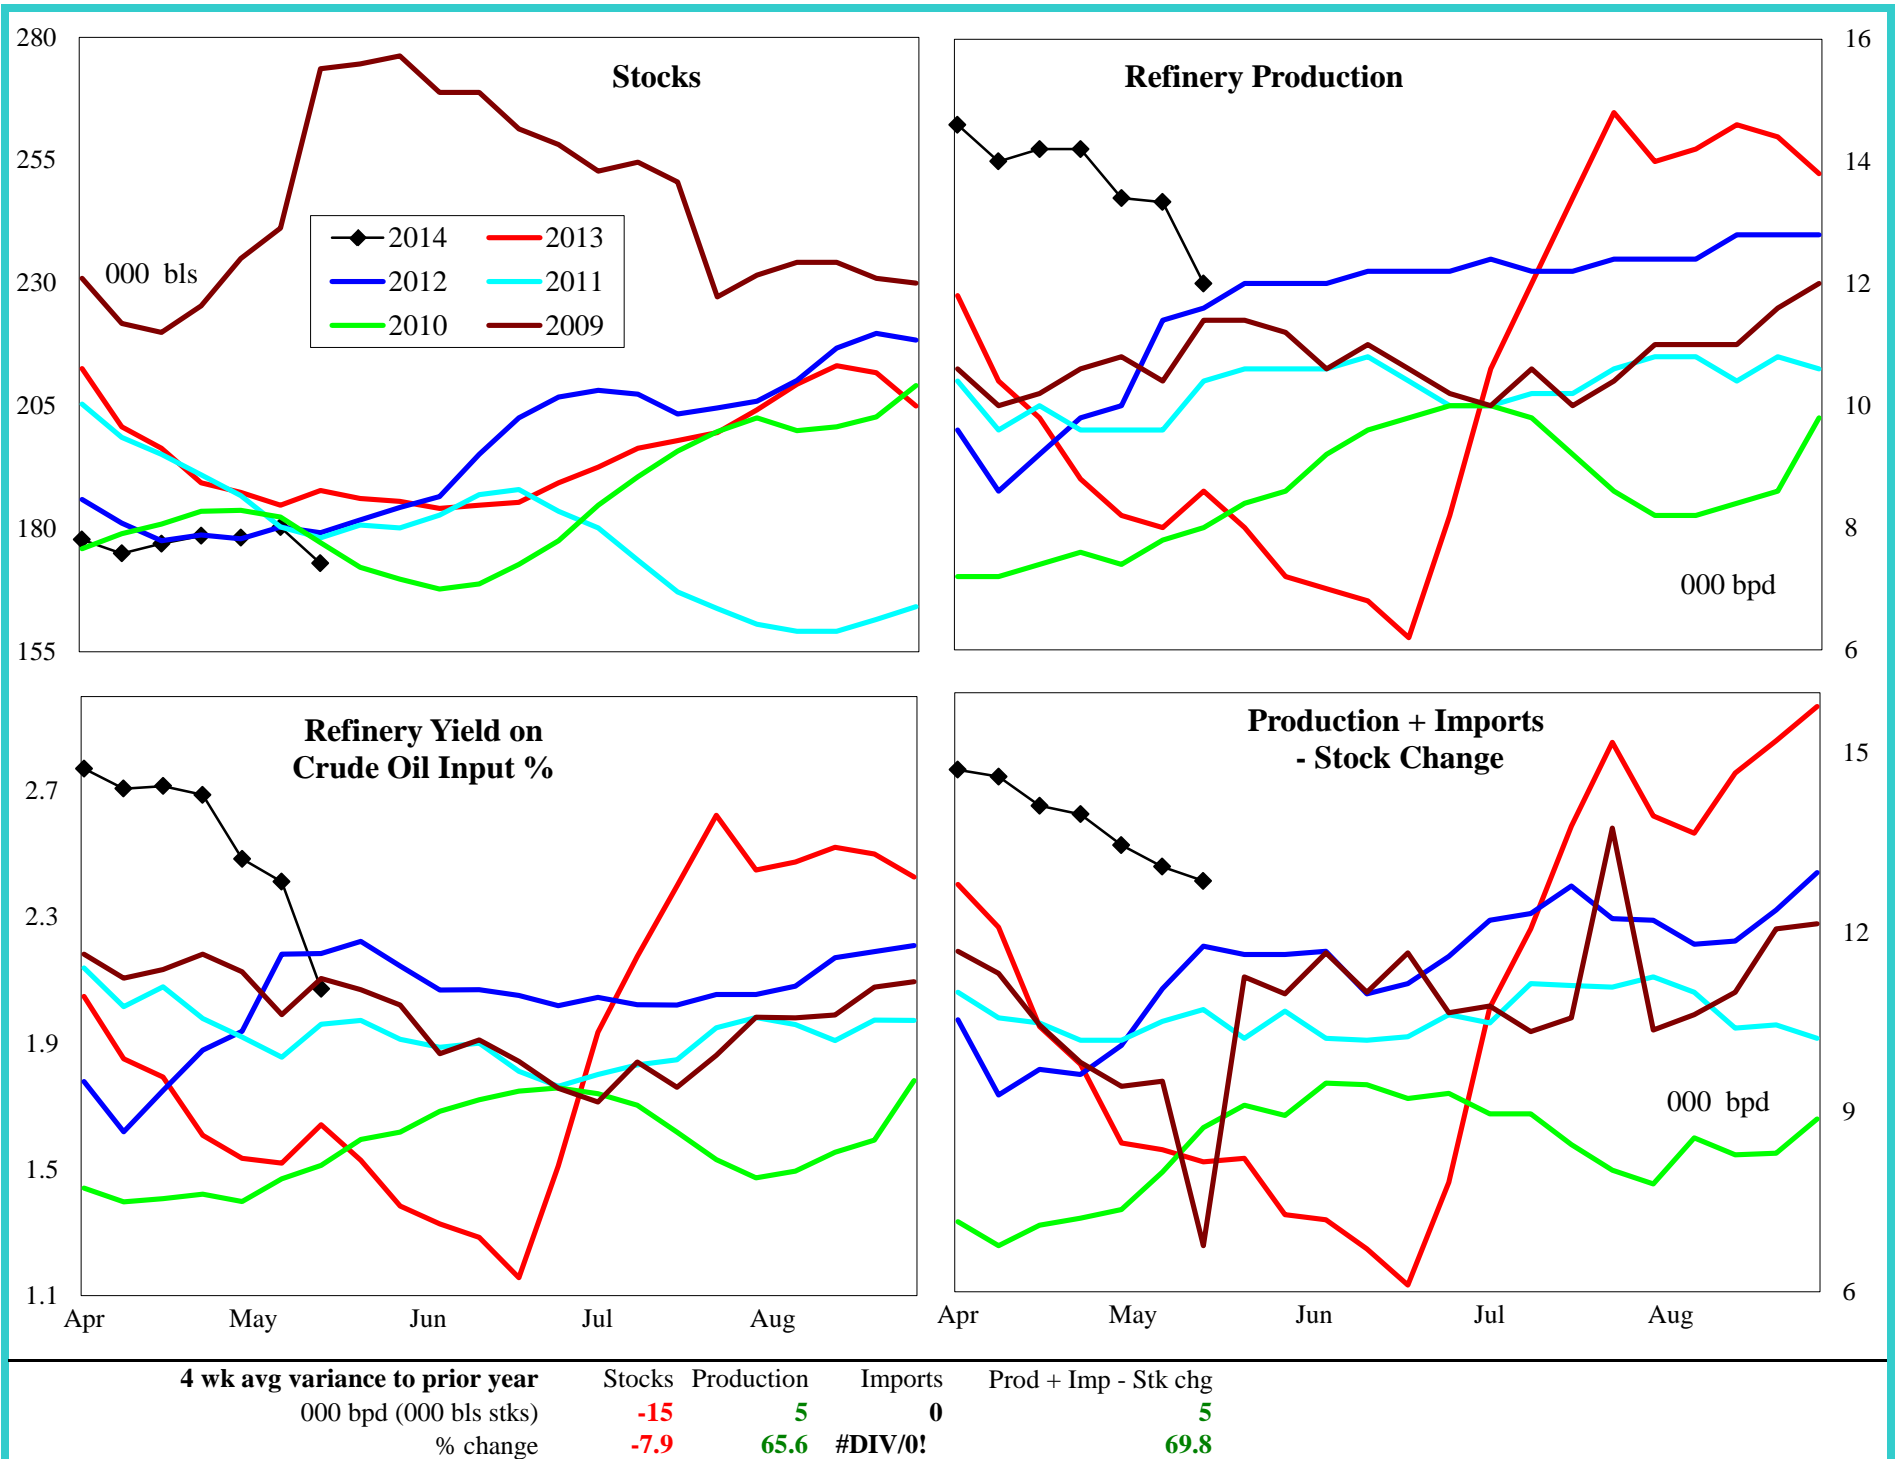 Stocks
280
255
230
205
180
155
000 bls
2014 2013
2012 2011
2010 2009
Refinery Production
16
14
12
10
8
6
000 bpd
Refinery Yield on
Crude Oil Input %
2.7
2.3
1.9
1.5
1.1
Apr May Jun Jul Aug
Production + Imports
- Stock Change
15
12
9
6
000 bpd
Apr May Jun Jul Aug
4 wk avg variance to prior year Stocks Production Imports Prod + Imp - Stk chg
000 bpd (000 bls stks) -15 5 0 5
% change -7.9 65.6 #DIV/0! 69.8